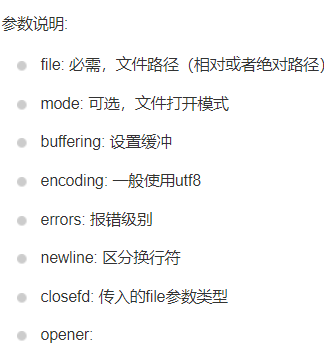 参数说明:
file: 必需，文件路径（相对或者绝对路径）
mode: 可选，文件打开模式
buffering: 设置缓冲
encoding: 一般使用utf8
errors: 报错级别
newline: 区分换行符
closefd: 传入的file参数类型
opener: